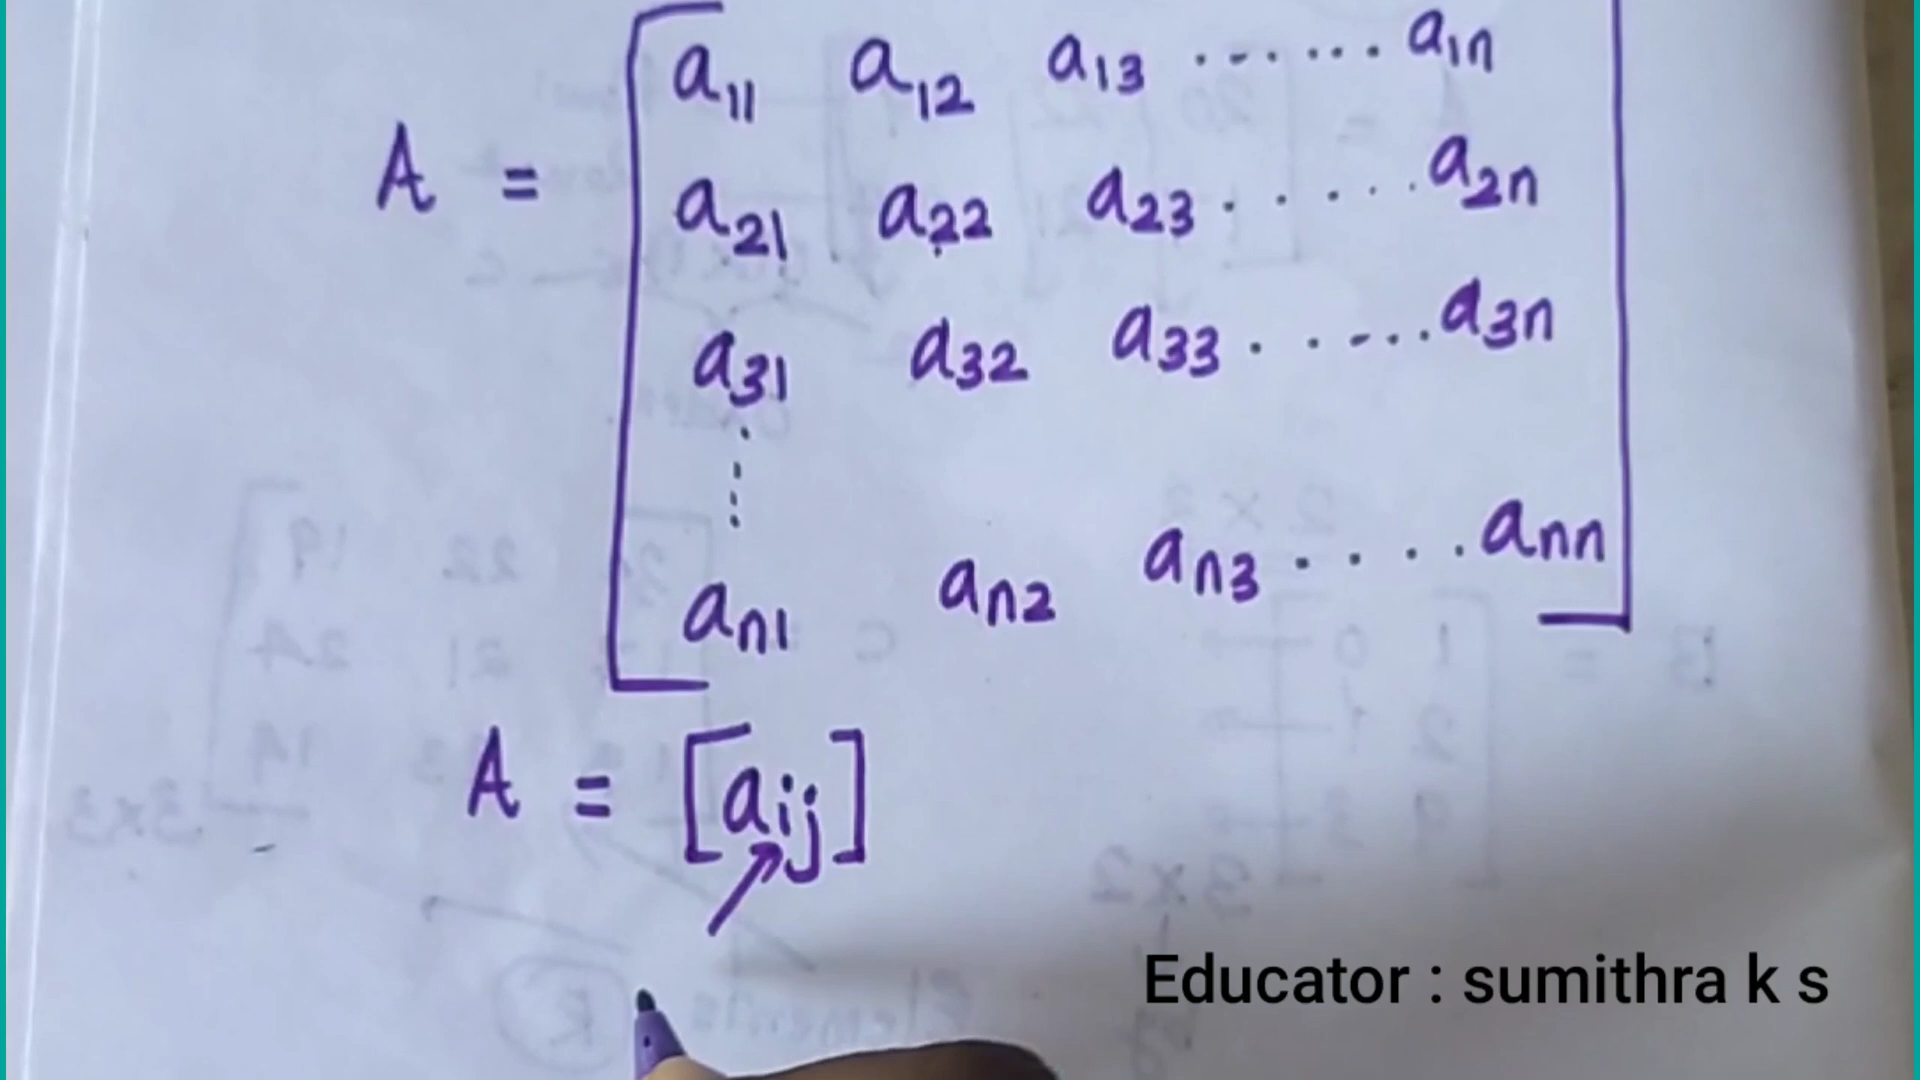 a11 a12 a13 ....... a1n
A = a21 a22 a23 ...... a2n
a31 a32 a33 ...... a3n
an1 an2 an3 ..... ann
A = [aij]
Educator : sumithra k s